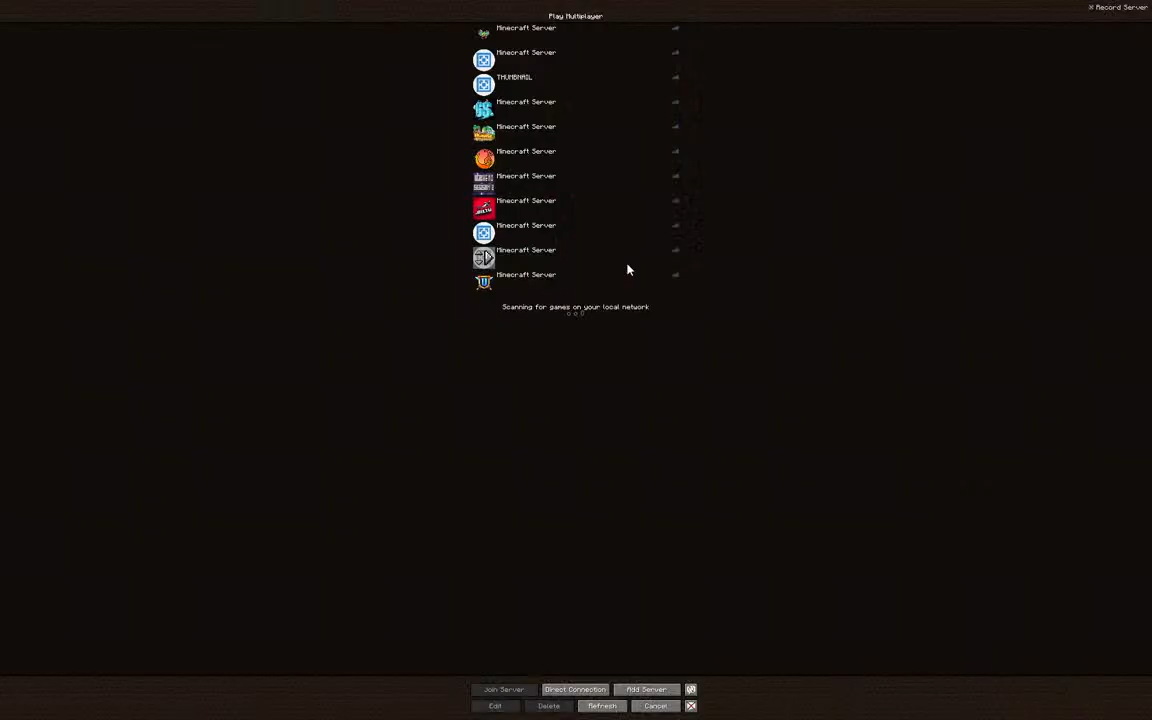 Play Multiplayer
Record Server
Minecraft Server
Minecraft Server
THUMBNAIL
Minecraft Server
Minecraft Server
Minecraft Server
Minecraft Server
Minecraft Server
Minecraft Server
Minecraft Server
Minecraft Server
Scanning for games on your local network
o o O
Join Server
Direct Connection
Add Server
Edit
Delete
Refresh
Cancel